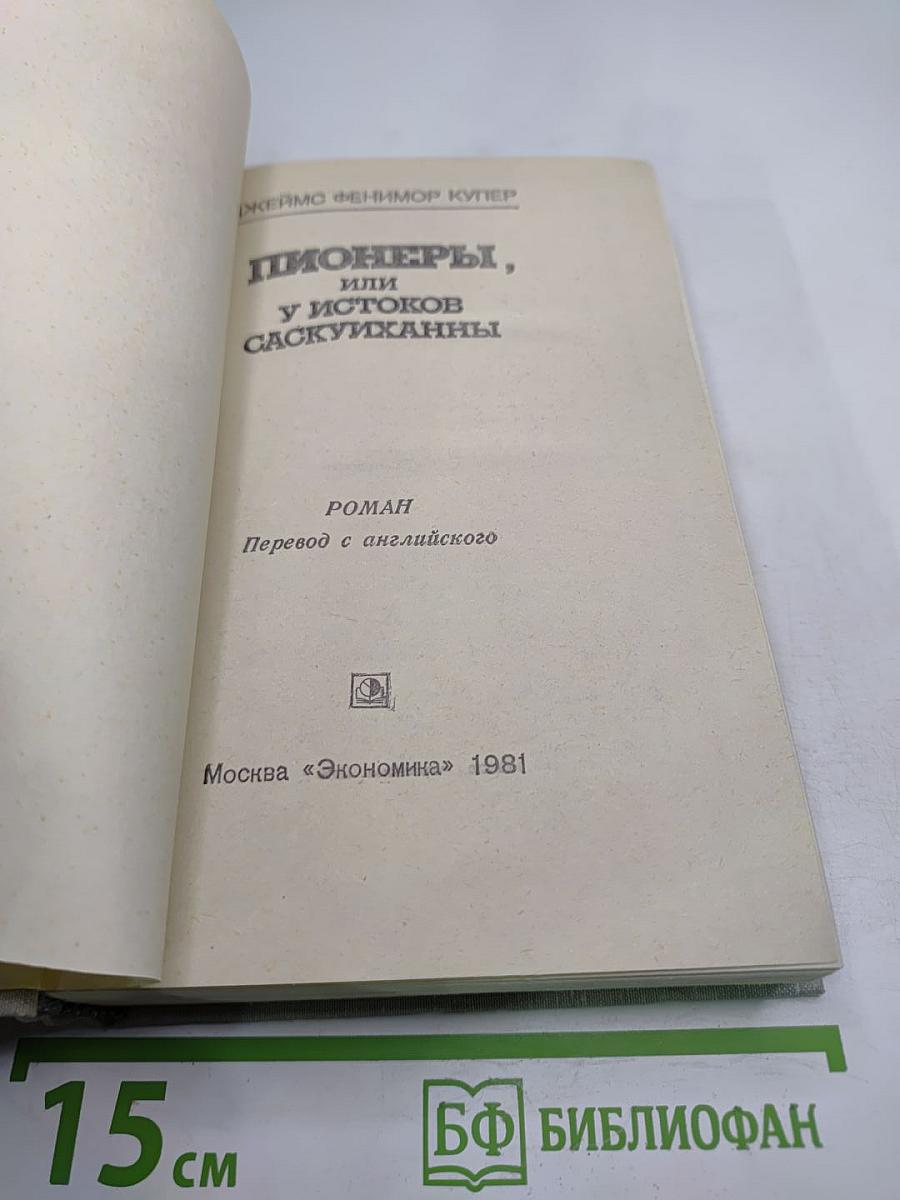 ДЖЕЙМС ФЕНИМОР КУПЕР
ПИОНЕРЫ,
ИЛИ
У ИСТОКОВ
САСКУИХАННЫ
РОМАН
Перевод с английского
Москва «Экономика» 1981
15 см
БФ БИБЛИОФАН